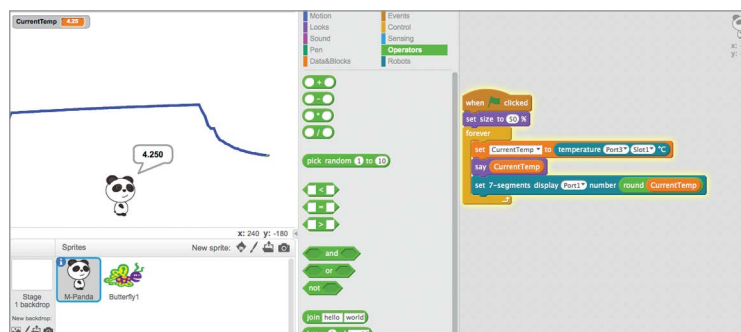 CurrentTemp 4.25
4.250
x: 240 y: -180
Sprites
New sprite:
Stage
1 backdrop
New backdrop:
M-Panda
Butterfly1
Motion
Looks
Sound
Pen
Data&Blocks
Events
Control
Sensing
Operators
Robots
+
-
*
/
pick random 1 to 10
<
=
>
and
or
not
join hello world
when clicked
set size to 50 %
forever
set CurrentTemp to temperature Port3 Slot1 °C
say CurrentTemp
set 7-segments display Port1 number round CurrentTemp
x:
y: